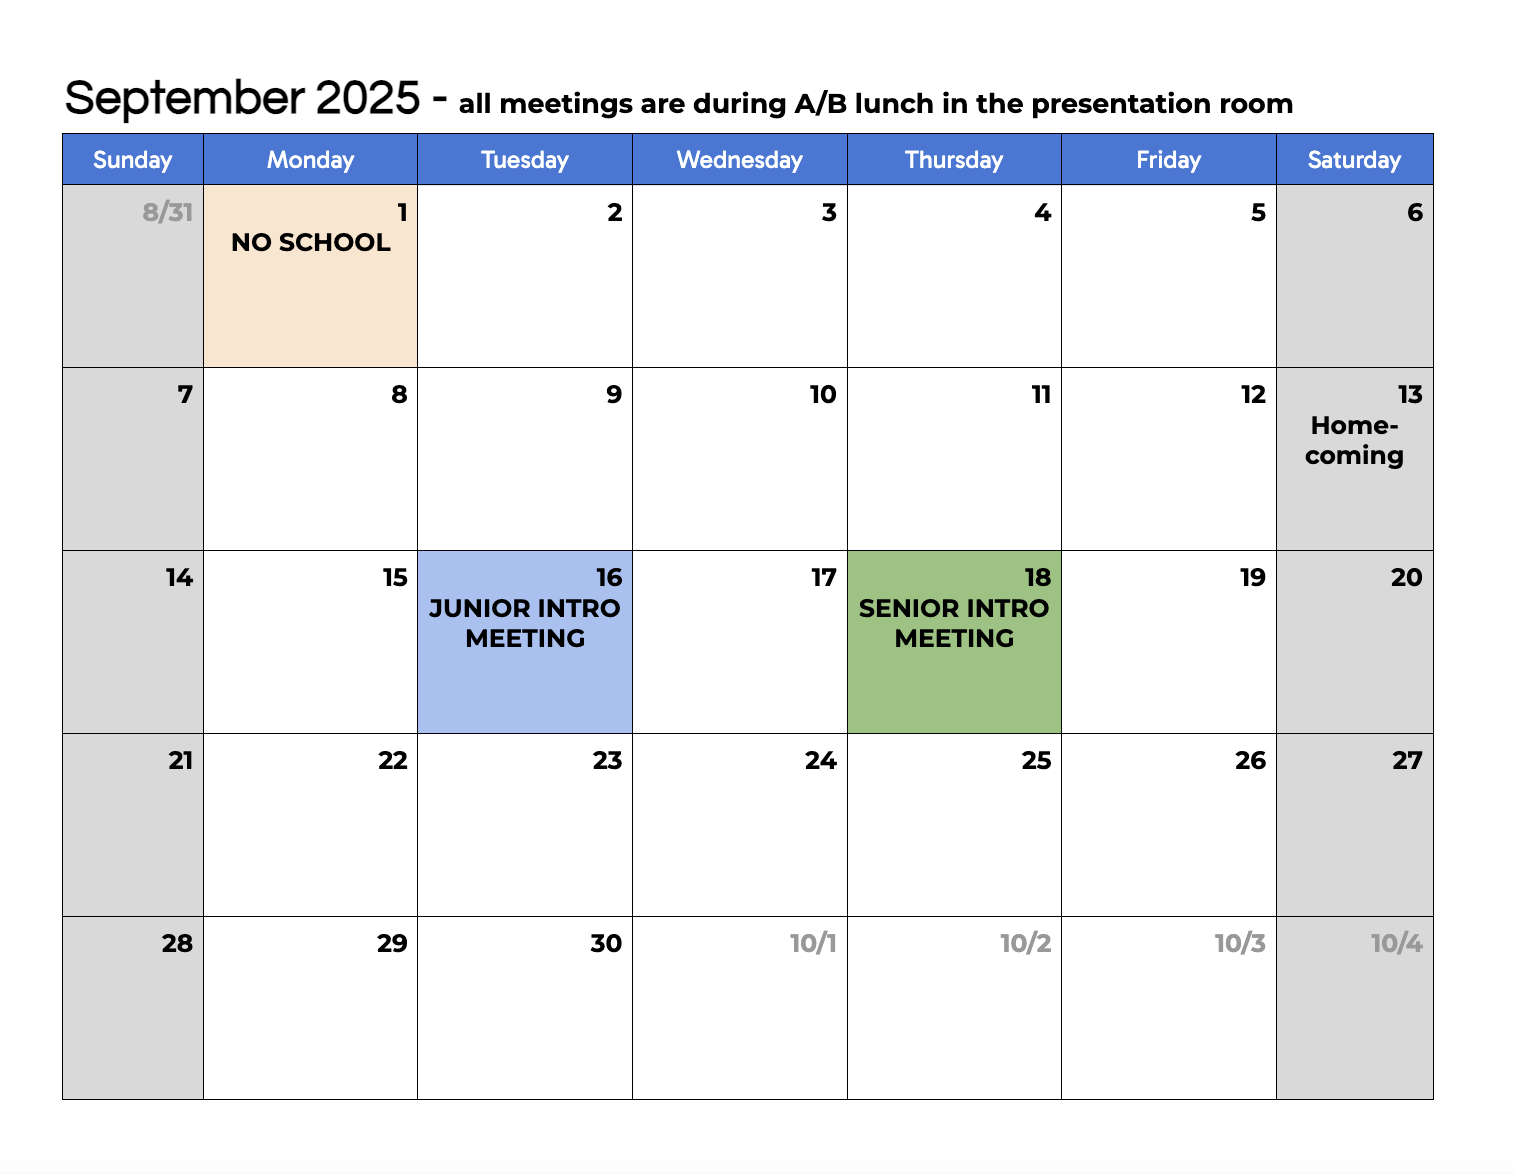 September 2025 - all meetings are during A/B lunch in the presentation room
Sunday Monday Tuesday Wednesday Thursday Friday Saturday
8/31 1 2 3 4 5 6
NO SCHOOL
7 8 9 10 11 12 13
Home-
coming
14 15 16 17 18 19 20
JUNIOR INTRO SENIOR INTRO
MEETING MEETING
21 22 23 24 25 26 27
28 29 30 10/1 10/2 10/3 10/4